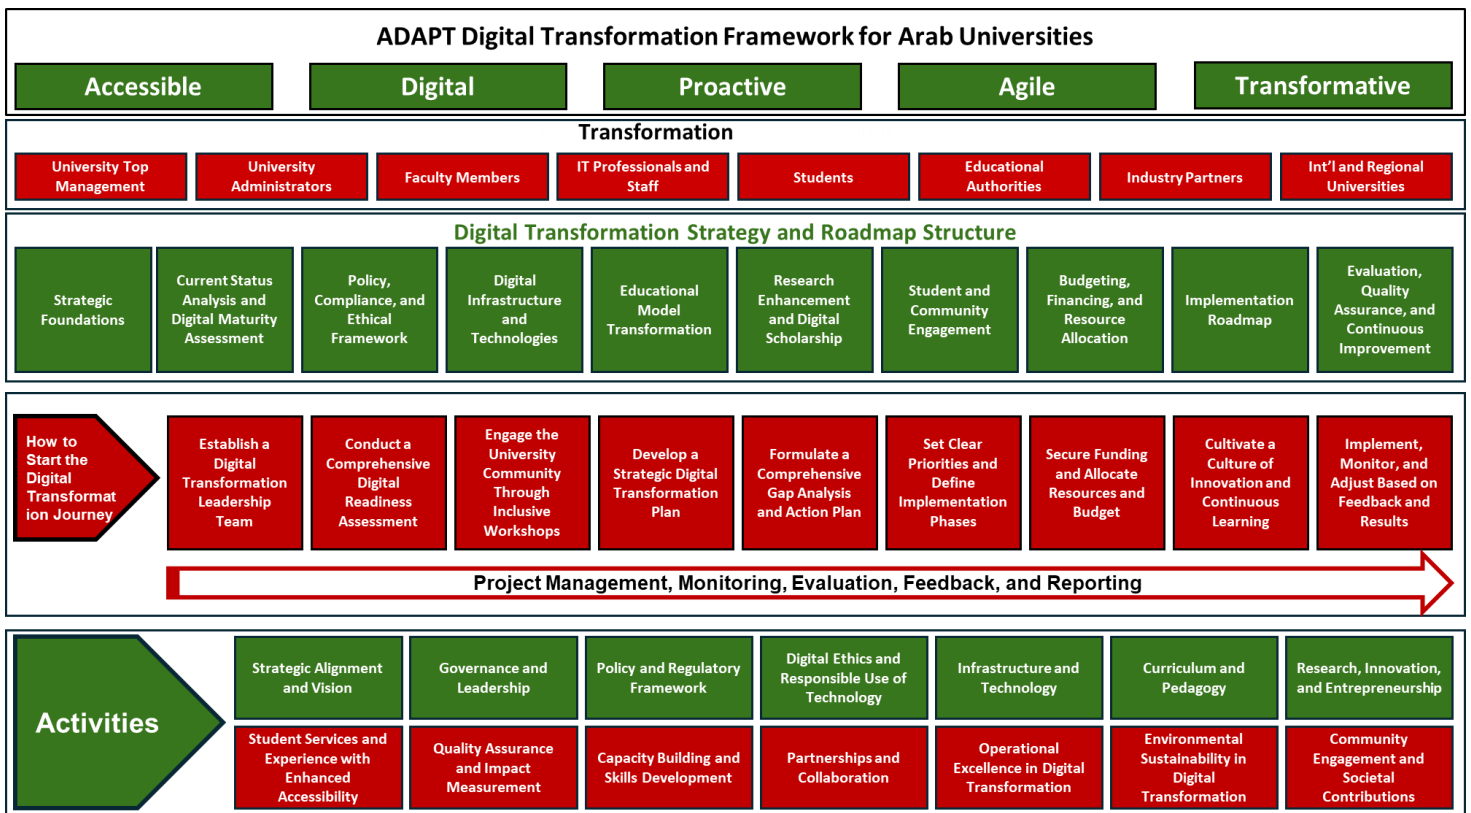 ADAPT Digital Transformation Framework for Arab Universities
Accessible
Digital
Proactive
Agile
Transformative
Transformation
University Top
Management
University
Administrators
Faculty Members
IT Professionals and
Staff
Students
Educational
Authorities
Industry Partners
Int'l and Regional
Universities
Digital Transformation Strategy and Roadmap Structure
Strategic
Foundations
Current Status
Analysis and
Digital Maturity
Assessment
Policy,
Compliance, and
Ethical
Framework
Digital
Infrastructure
and
Technologies
Educational
Model
Transformation
Research
Enhancement
and Digital
Scholarship
Student and
Community
Engagement
Budgeting,
Financing, and
Resource
Allocation
Implementation
Roadmap
Evaluation,
Quality
Assurance, and
Continuous
Improvement
How to
Start the
Digital
Transformat
ion Journey
Establish a
Digital
Transformation
Leadership
Team
Conduct a
Comprehensive
Digital
Readiness
Assessment
Engage the
University
Community
Through
Inclusive
Workshops
Develop a
Strategic Digital
Transformation
Plan
Formulate a
Comprehensive
Gap Analysis
and Action Plan
Set Clear
Priorities and
Define
Implementation
Phases
Secure Funding
and Allocate
Resources and
Budget
Cultivate a
Culture of
Innovation and
Continuous
Learning
Implement,
Monitor, and
Adjust Based on
Feedback and
Results
Project Management, Monitoring, Evaluation, Feedback, and Reporting
Activities
Strategic Alignment
and Vision
Governance and
Leadership
Policy and Regulatory
Framework
Digital Ethics and
Responsible Use of
Technology
Infrastructure and
Technology
Curriculum and
Pedagogy
Research, Innovation,
and Entrepreneurship
Student Services and
Experience with
Enhanced
Accessibility
Quality Assurance
and Impact
Measurement
Capacity Building and
Skills Development
Partnerships and
Collaboration
Operational
Excellence in Digital
Transformation
Environmental
Sustainability in
Digital
Transformation
Community
Engagement and
Societal
Contributions